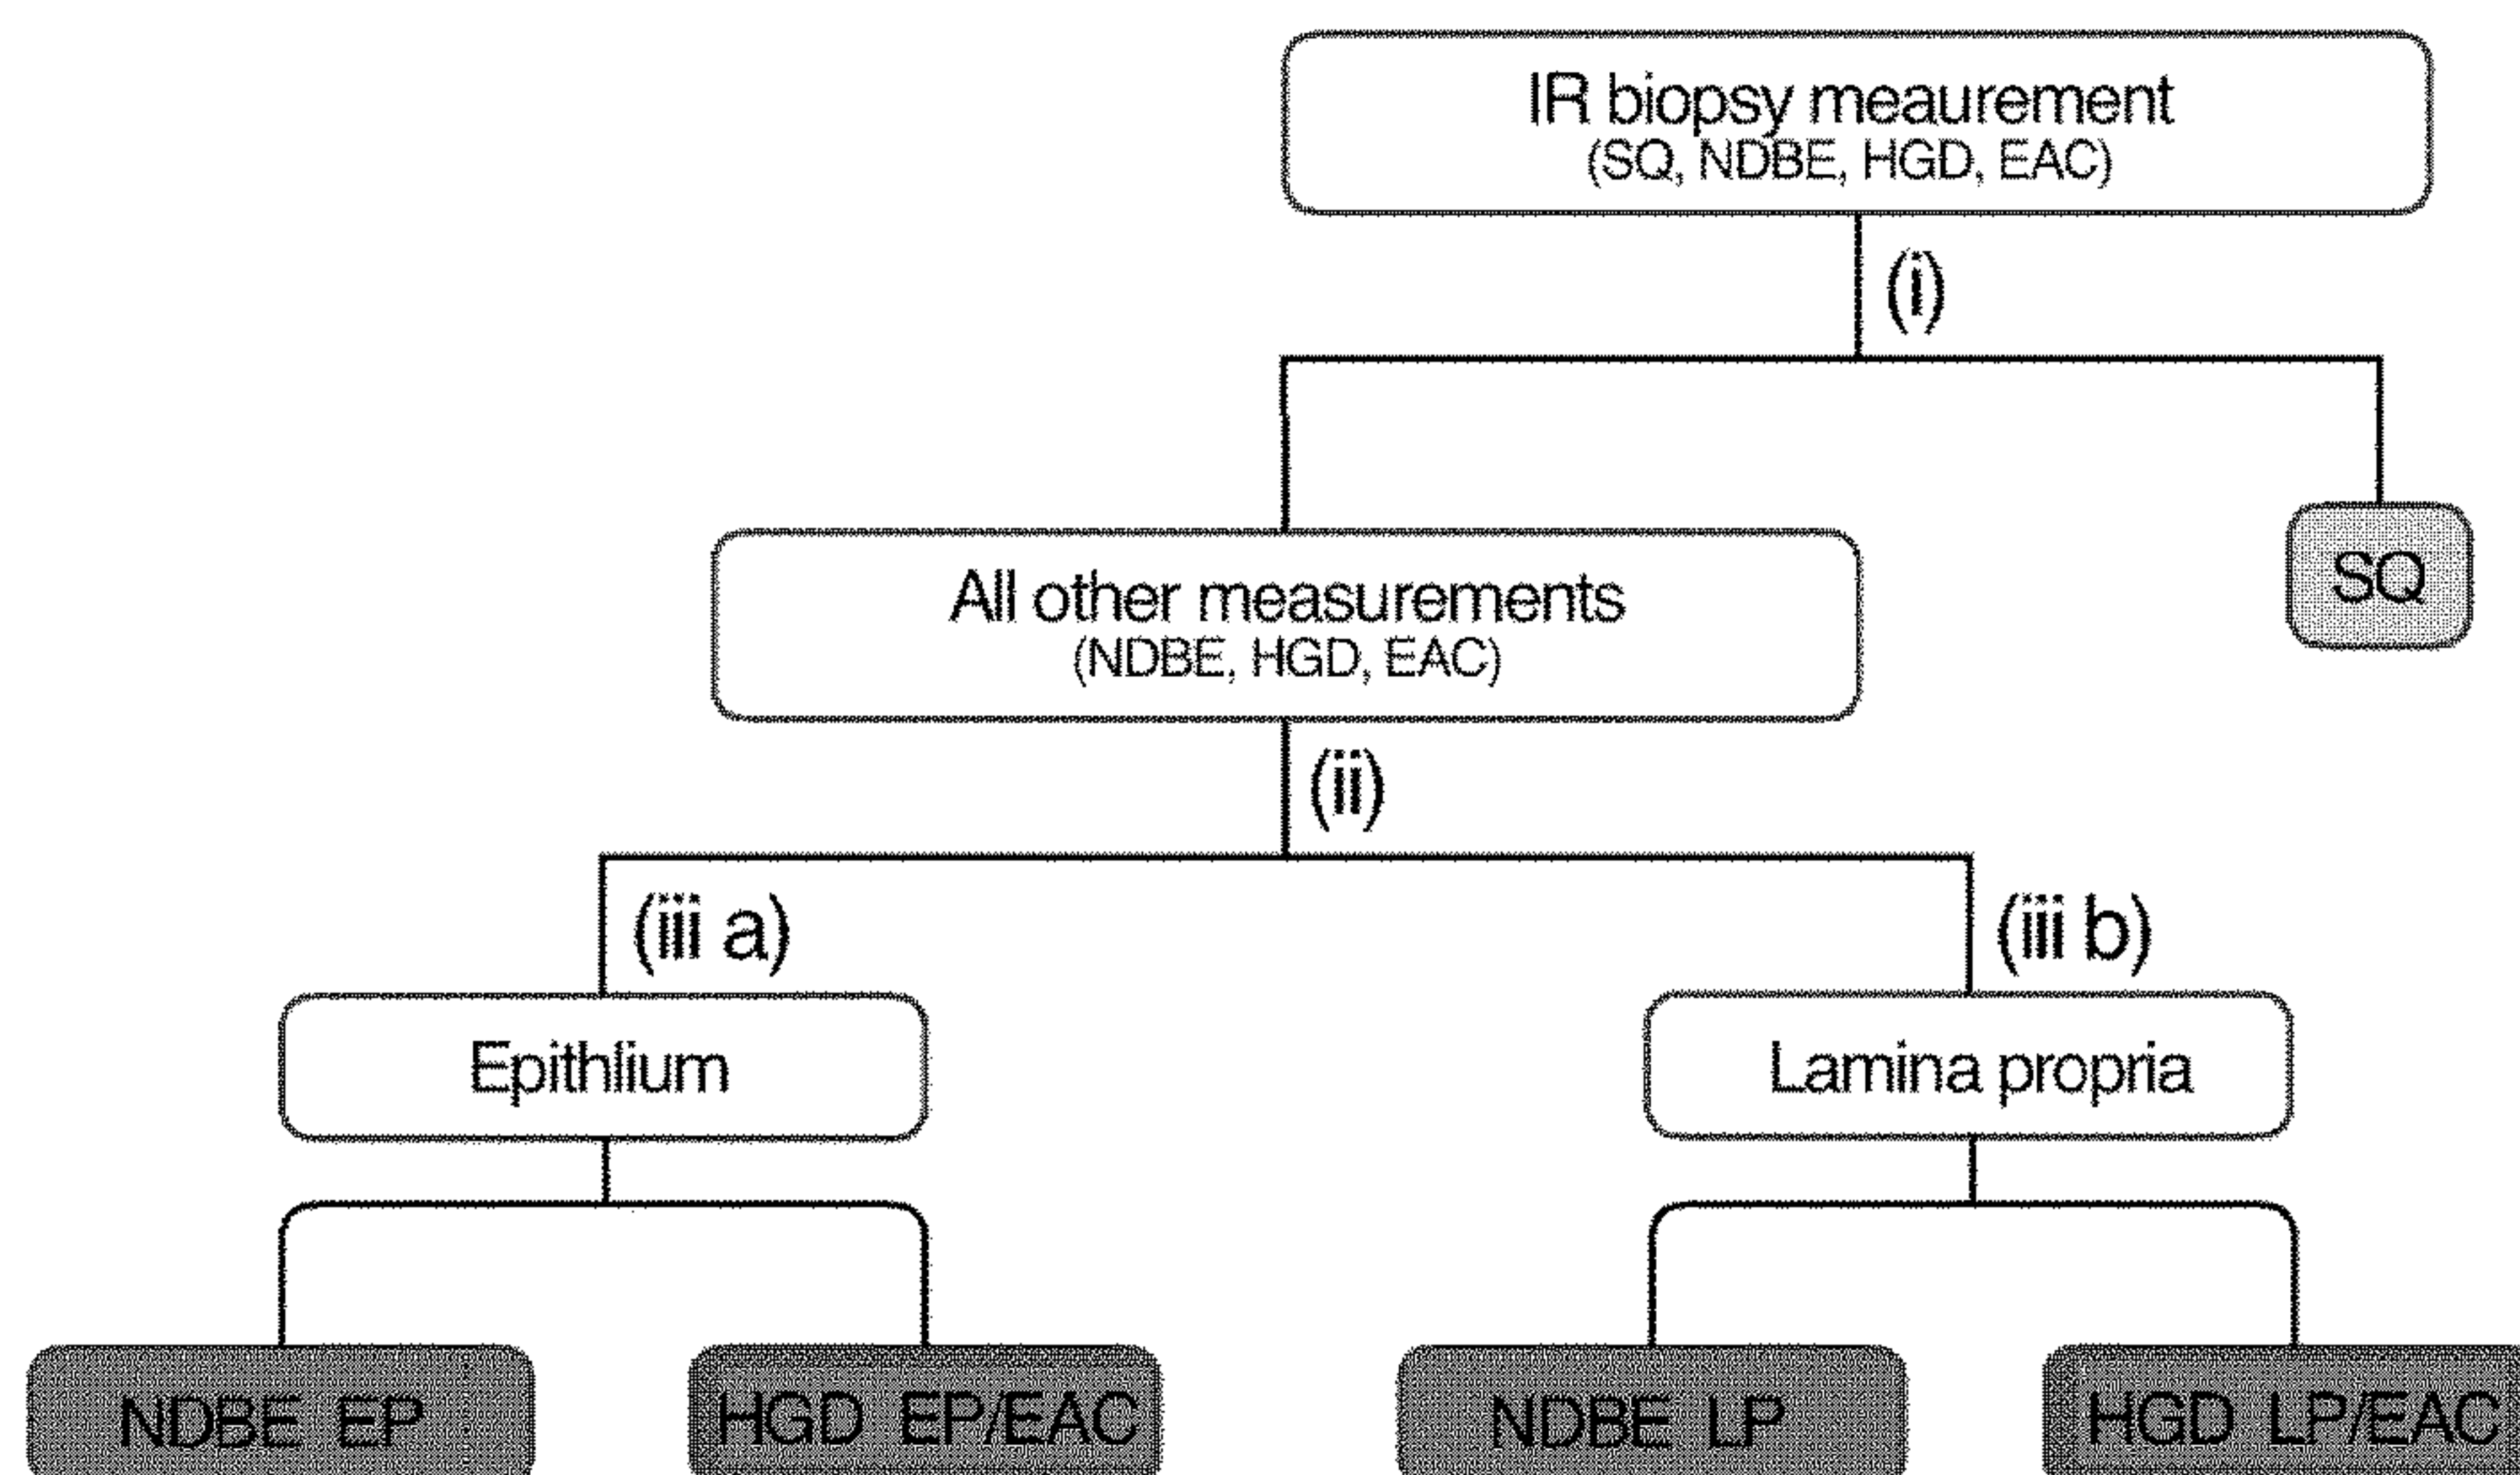 IR biopsy meaurement
(SQ, NDBE, HGD, EAC)
(i)
SQ
All other measurements
(NDBE, HGD, EAC)
(ii)
(iii a)
(iii b)
Epithlium
Lamina propria
NDBE EP
HGD EP/EAC
NDBE LP
HGD LP/EAC